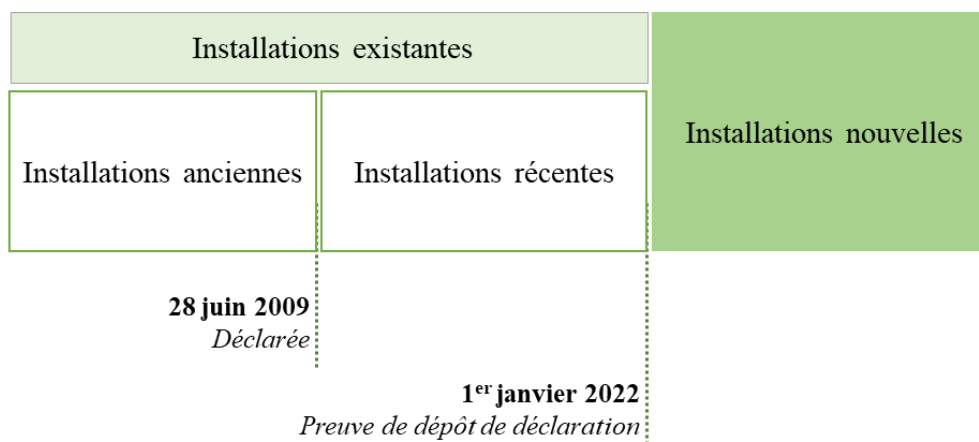 Installations existantes
Installations nouvelles
Installations anciennes
Installations récentes
28 juin 2009
Déclarée
1er janvier 2022
Preuve de dépôt de déclaration